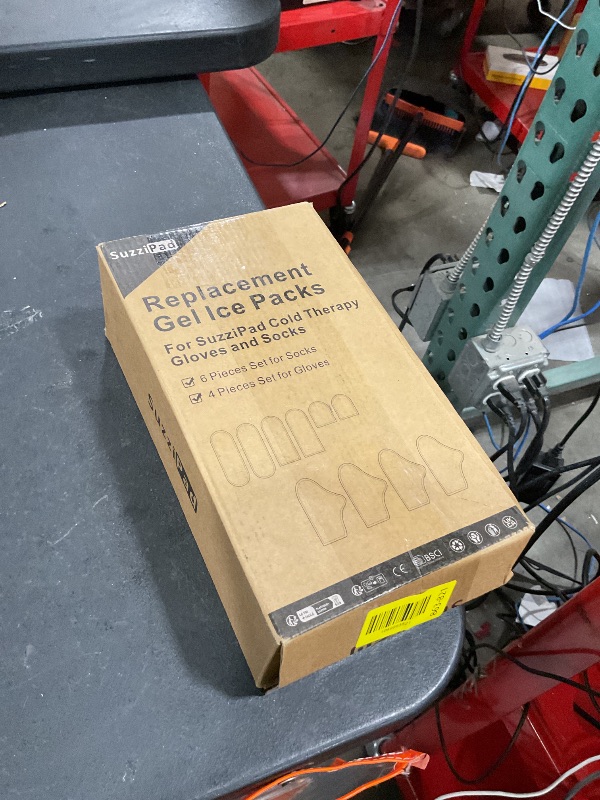 SuzziPad
Replacement
Gel Ice Packs
For SuzziPad Cold Therapy
Gloves and Socks
6 Pieces Set for Socks
4 Pieces Set for Gloves
SuzziPad
CE
BSCI